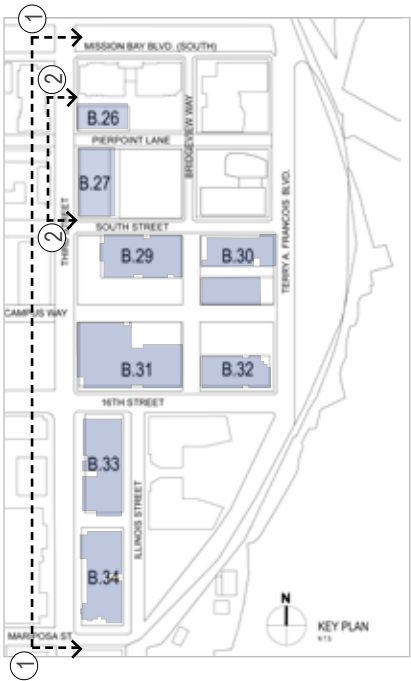 1
MISSION BAY BLVD. (SOUTH)
2
B.26
BRIDGEVIEW WAY
PIERPOINT LANE
B.27
2
SOUTH STREET
TERRY A. FRANCOIS BLVD.
B.29
B.30
CAMPUS WAY
B.31
B.32
16TH STREET
B.33
ILLINOIS STREET
B.34
N
KEY PLAN
N.T.S.
MARIPOSA ST.
1